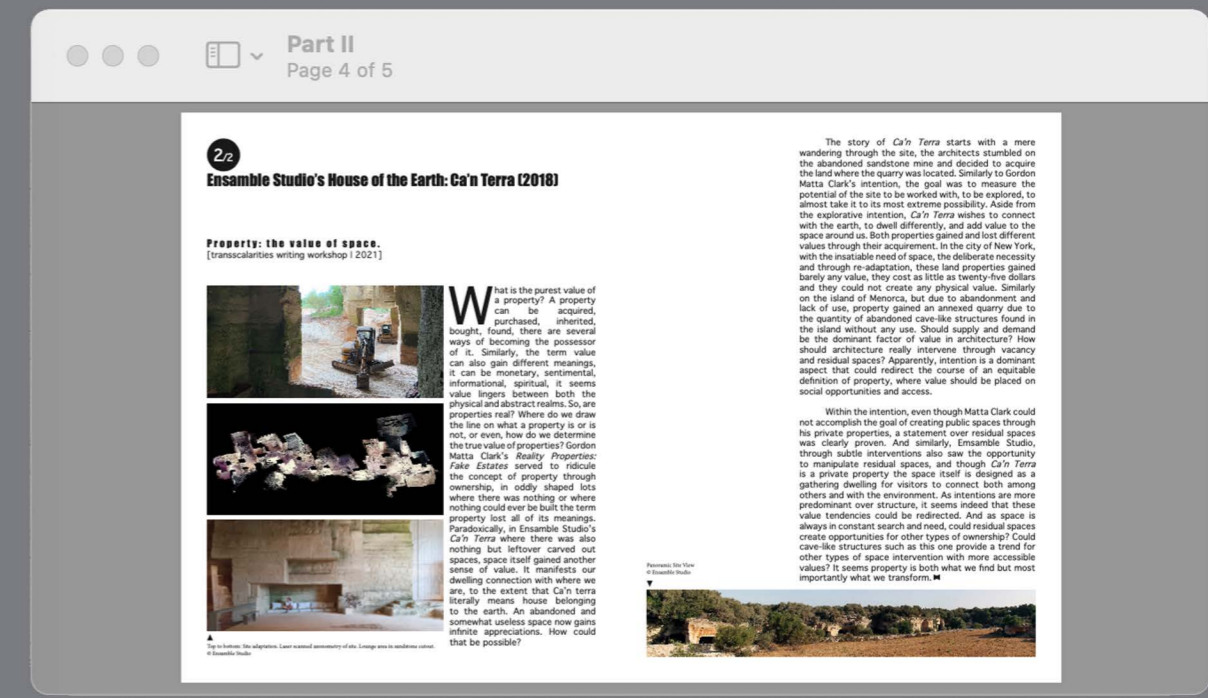 Part II
Page 4 of 5
2/2
Ensamble Studio's House of the Earth: Ca'n Terra (2018)
Property: the value of space.
[transscalarities writing workshop | 2021]
What is the purest value of
a property? A property
can be acquired,
purchased, inherited,
bought, found, there are several
ways of becoming the possessor
of it. Similarly, the term value
can also gain different meanings,
it can be monetary, sentimental,
informational, spiritual, it seems
value lingers between both the
physical and abstract realms. So, are
properties real? Where do we draw
the line on what a property is or is
not, or even, how do we determine
the true value of properties? Gordon
Matta Clark's Reality Properties:
Fake Estates served to ridicule
the concept of property through
ownership, in oddly shaped lots
where there was nothing or where
nothing could ever be built the term
property lost all of its meanings.
Paradoxically, in Ensamble Studio's
Ca'n Terra where there was also
nothing but leftover carved out
spaces, space itself gained another
sense of value. It manifests our
dwelling connection with where we
are, to the extent that Ca'n terra
literally means house belonging
to the earth. An abandoned and
somewhat useless space now gains
infinite appreciations. How could
that be possible?
Top to bottom: Site adaptation. Laser scanned axonometry of site. Lounge area in sandstone cutout.
© Ensamble Studio
The story of Ca'n Terra starts with a mere
wandering through the site, the architects stumbled on
the abandoned sandstone mine and decided to acquire
the land where the quarry was located. Similarly to Gordon
Matta Clark's intention, the goal was to measure the
potential of the site to be worked with, to be explored, to
almost take it to its most extreme possibility. Aside from
the explorative intention, Ca'n Terra wishes to connect
with the earth, to dwell differently, and add value to the
space around us. Both properties gained and lost different
values through their acquirement. In the city of New York,
with the insatiable need of space, the deliberate necessity
and through re-adaptation, these land properties gained
barely any value, they cost as little as twenty-five dollars
and they could not create any physical value. Similarly
on the island of Menorca, but due to abandonment and
lack of use, property gained an annexed quarry due to
the quantity of abandoned cave-like structures found in
the island without any use. Should supply and demand
be the dominant factor of value in architecture? How
should architecture really intervene through vacancy
and residual spaces? Apparently, intention is a dominant
aspect that could redirect the course of an equitable
definition of property, where value should be placed on
social opportunities and access.
Within the intention, even though Matta Clark could
not accomplish the goal of creating public spaces through
his private properties, a statement over residual spaces
was clearly proven. And similarly, Emsamble Studio,
through subtle interventions also saw the opportunity
to manipulate residual spaces, and though Ca'n Terra
is a private property the space itself is designed as a
gathering dwelling for visitors to connect both among
others and with the environment. As intentions are more
predominant over structure, it seems indeed that these
value tendencies could be redirected. And as space is
always in constant search and need, could residual spaces
create opportunities for other types of ownership? Could
cave-like structures such as this one provide a trend for
other types of space intervention with more accessible
values? It seems property is both what we find but most
importantly what we transform.
Panoramic Site View
© Ensamble Studio